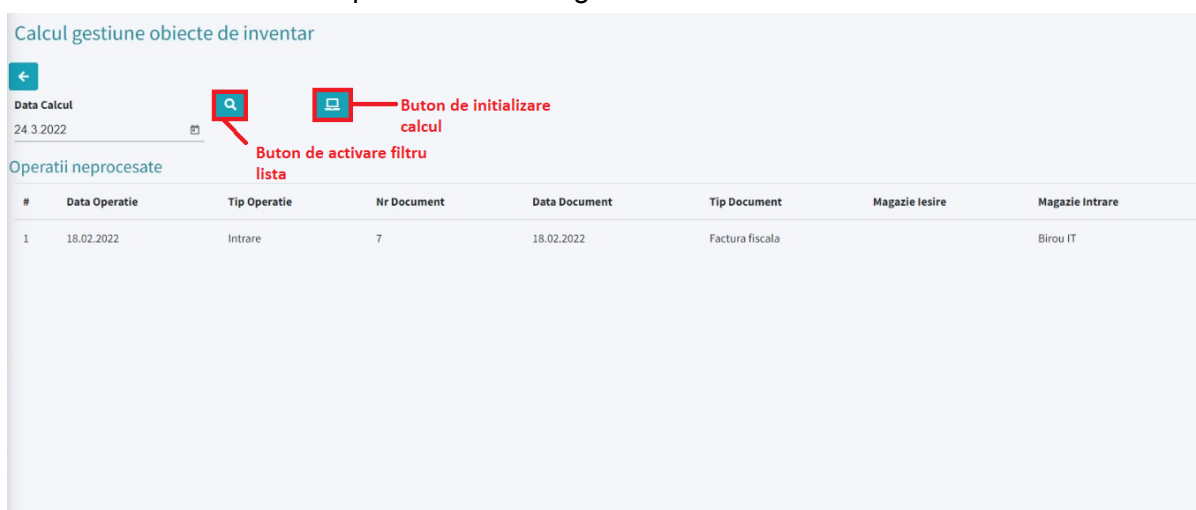 Calcul gestiune obiecte de inventar
Data Calcul
24.3.2022
Buton de initializare
calcul
Buton de activare filtru
lista
Operatii neprocesate
# Data Operatie Tip Operatie Nr Document Data Document Tip Document Magazie Iesire Magazie Intrare
1 18.02.2022 Intrare 7 18.02.2022 Factura fiscala Birou IT